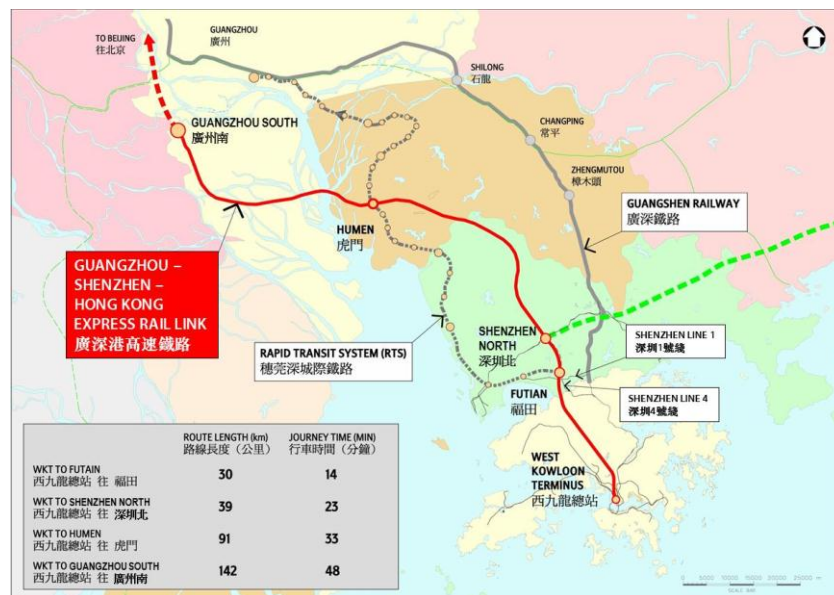 TO BEIJING
往北京
GUANGZHOU
廣州
SHILONG
石龍
GUANGZHOU SOUTH
廣州南
CHANGPING
常平
ZHENGMUTOU
樟木頭
GUANGSHEN RAILWAY
廣深鐵路
HUMEN
虎門
GUANGZHOU –
SHENZHEN –
HONG KONG
EXPRESS RAIL LINK
廣深港高速鐵路
SHENZHEN
NORTH
深圳北
SHENZHEN LINE 1
深圳1號綫
RAPID TRANSIT SYSTEM (RTS)
穗莞深城際鐵路
FUTIAN
福田
SHENZHEN LINE 4
深圳4號綫
WEST
KOWLOON
TERMINUS
西九龍總站
ROUTE LENGTH (km) JOURNEY TIME (MIN)
路線長度（公里） 行車時間（分鐘）
WKT TO FUTAIN 30 14
西九龍總站 往 福田
WKT TO SHENZHEN NORTH 39 23
西九龍總站 往 深圳北
WKT TO HUMEN 91 33
西九龍總站 往 虎門
WKT TO GUANGZHOU SOUTH 142 48
西九龍總站 往 廣州南
0 5000 10000 15000 20000 25000 m